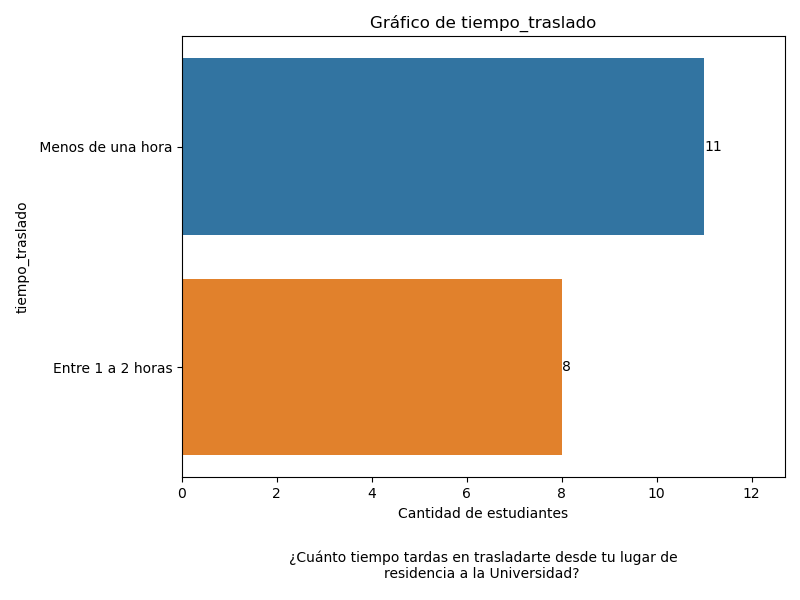 Gráfico de tiempo_traslado
tiempo_traslado
Menos de una hora
11
Entre 1 a 2 horas
8
0 2 4 6 8 10 12
Cantidad de estudiantes
¿Cuánto tiempo tardas en trasladarte desde tu lugar de
residencia a la Universidad?